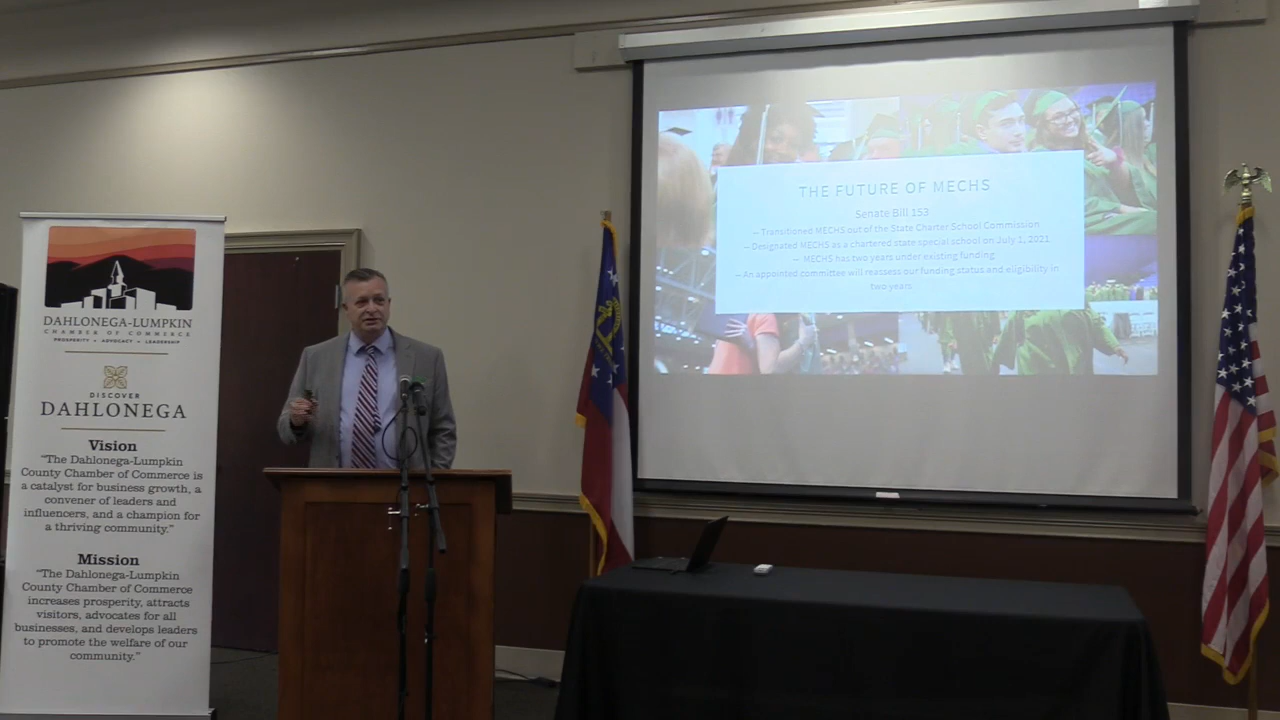 DAHLONEGA-LUMPKIN
CHAMBER OF COMMERCE
PROSPERITY • ADVOCACY • LEADERSHIP
DISCOVER
DAHLONEGA
Vision
“The Dahlonega-Lumpkin
County Chamber of Commerce is
a catalyst for business growth, a
convener of leaders and
influencers, and a champion for
a thriving community.”
Mission
“The Dahlonega-Lumpkin
County Chamber of Commerce
increases prosperity, attracts
visitors, advocates for all
businesses, and develops leaders
to promote the welfare of our
community.”
THE FUTURE OF MECHS
Senate Bill 153
– Transitioned MECHS out of the State Charter School Commission
– Designated MECHS as a chartered state special school on July 1, 2021
– MECHS has two years under existing funding
– An appointed committee will reassess our funding status and eligibility in
two years